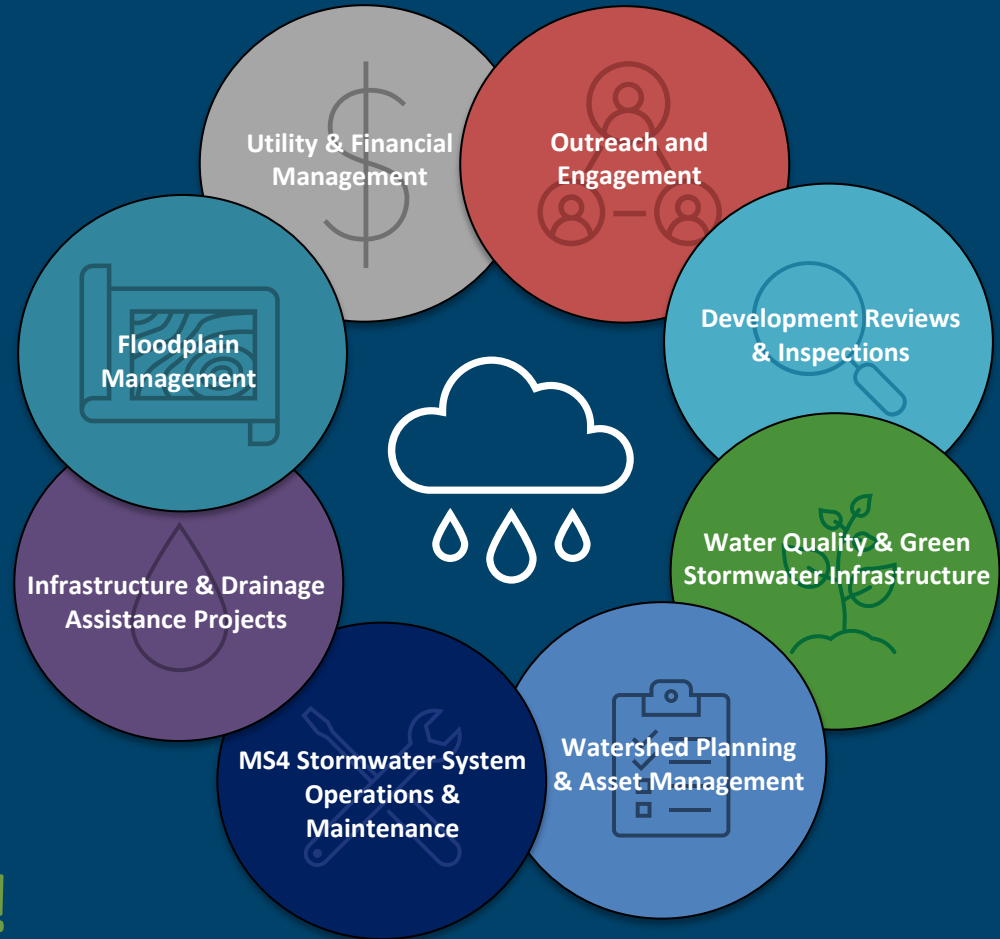 Utility & Financial
Management
Outreach and
Engagement
Development Reviews
& Inspections
Water Quality & Green
Stormwater Infrastructure
Watershed Planning
& Asset Management
MS4 Stormwater System
Operations &
Maintenance
Infrastructure & Drainage
Assistance Projects
Floodplain
Management
!